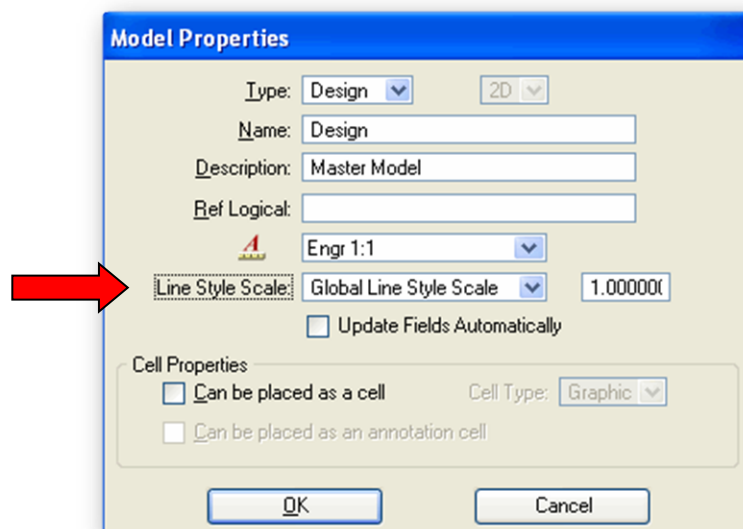 Model Properties
Type: Design 2D
Name: Design
Description: Master Model
Ref Logical:
A Engr 1:1
Line Style Scale: Global Line Style Scale 1.000000
Update Fields Automatically
Cell Properties
Can be placed as a cell Cell Type: Graphic
Can be placed as an annotation cell
OK Cancel